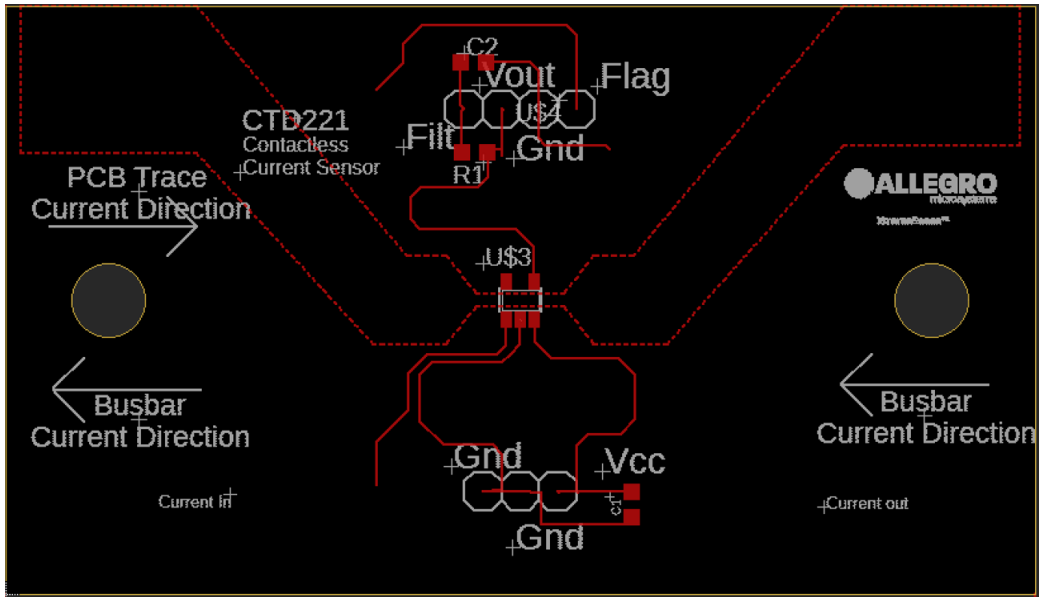 C2
Vout
Flag
U$4
CTD221
Contactless
Current Sensor
Filt
Gnd
R1
PCB Trace
Current Direction
ALLEGRO
microsystems
XtremeSense™
U$3
Busbar
Current Direction
Busbar
Current Direction
Gnd
Vcc
c1
Current in
Current out
Gnd